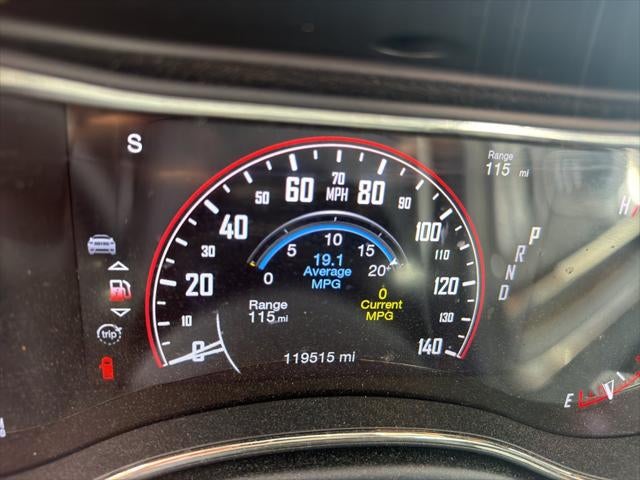 S
Range
115 mi
H
10
20
30
40
50
60
70
MPH
80
90
100
110
120
130
140
0
0
5
10
15
20+
19.1
Average
MPG
Range
115 mi
0
Current
MPG
trip
119515 mi
P
R
N
D
E